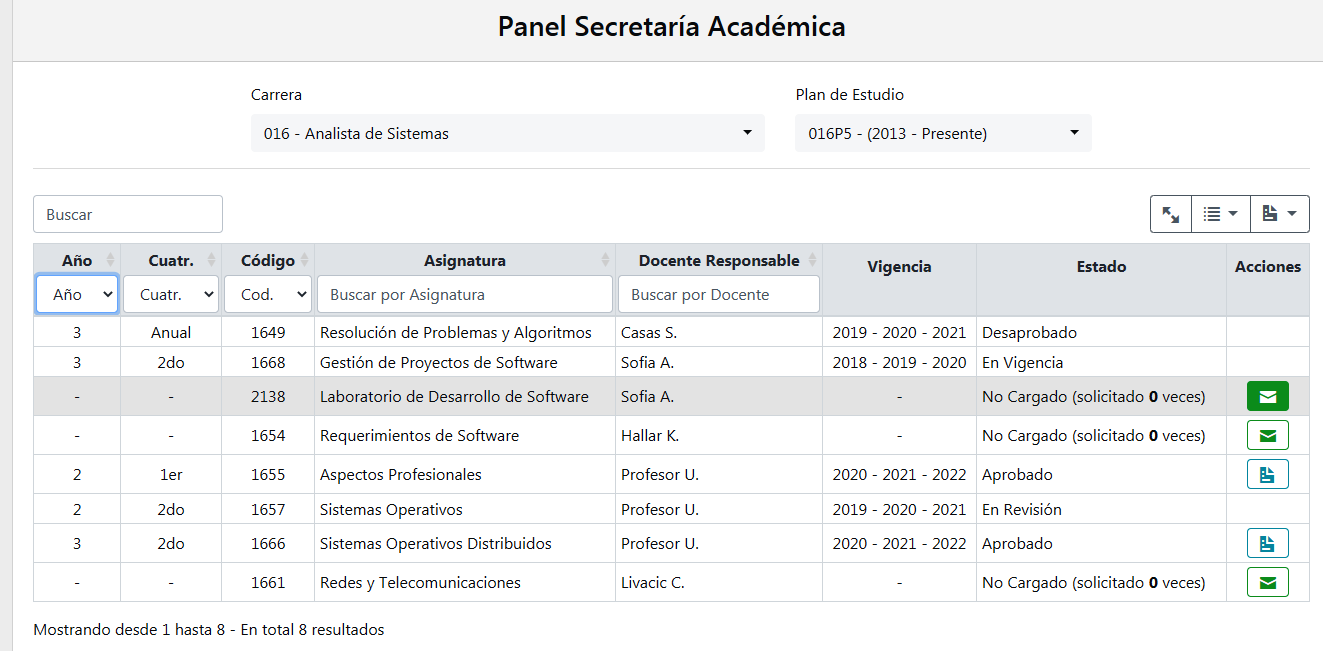 Panel Secretaría Académica
Carrera Plan de Estudio
016 - Analista de Sistemas 016P5 - (2013 - Presente)
Buscar
Año Cuatr. Código Asignatura Docente Responsable Vigencia Estado Acciones
Año Cuatr. Cod. Buscar por Asignatura Buscar por Docente
3 Anual 1649 Resolución de Problemas y Algoritmos Casas S. 2019 - 2020 - 2021 Desaprobado
3 2do 1668 Gestión de Proyectos de Software Sofia A. 2018 - 2019 - 2020 En Vigencia
- - 2138 Laboratorio de Desarrollo de Software Sofia A. - No Cargado (solicitado 0 veces)
- - 1654 Requerimientos de Software Hallar K. - No Cargado (solicitado 0 veces)
2 1er 1655 Aspectos Profesionales Profesor U. 2020 - 2021 - 2022 Aprobado
2 2do 1657 Sistemas Operativos Profesor U. 2019 - 2020 - 2021 En Revisión
3 2do 1666 Sistemas Operativos Distribuidos Profesor U. 2020 - 2021 - 2022 Aprobado
- - 1661 Redes y Telecomunicaciones Livacic C. - No Cargado (solicitado 0 veces)
Mostrando desde 1 hasta 8 - En total 8 resultados